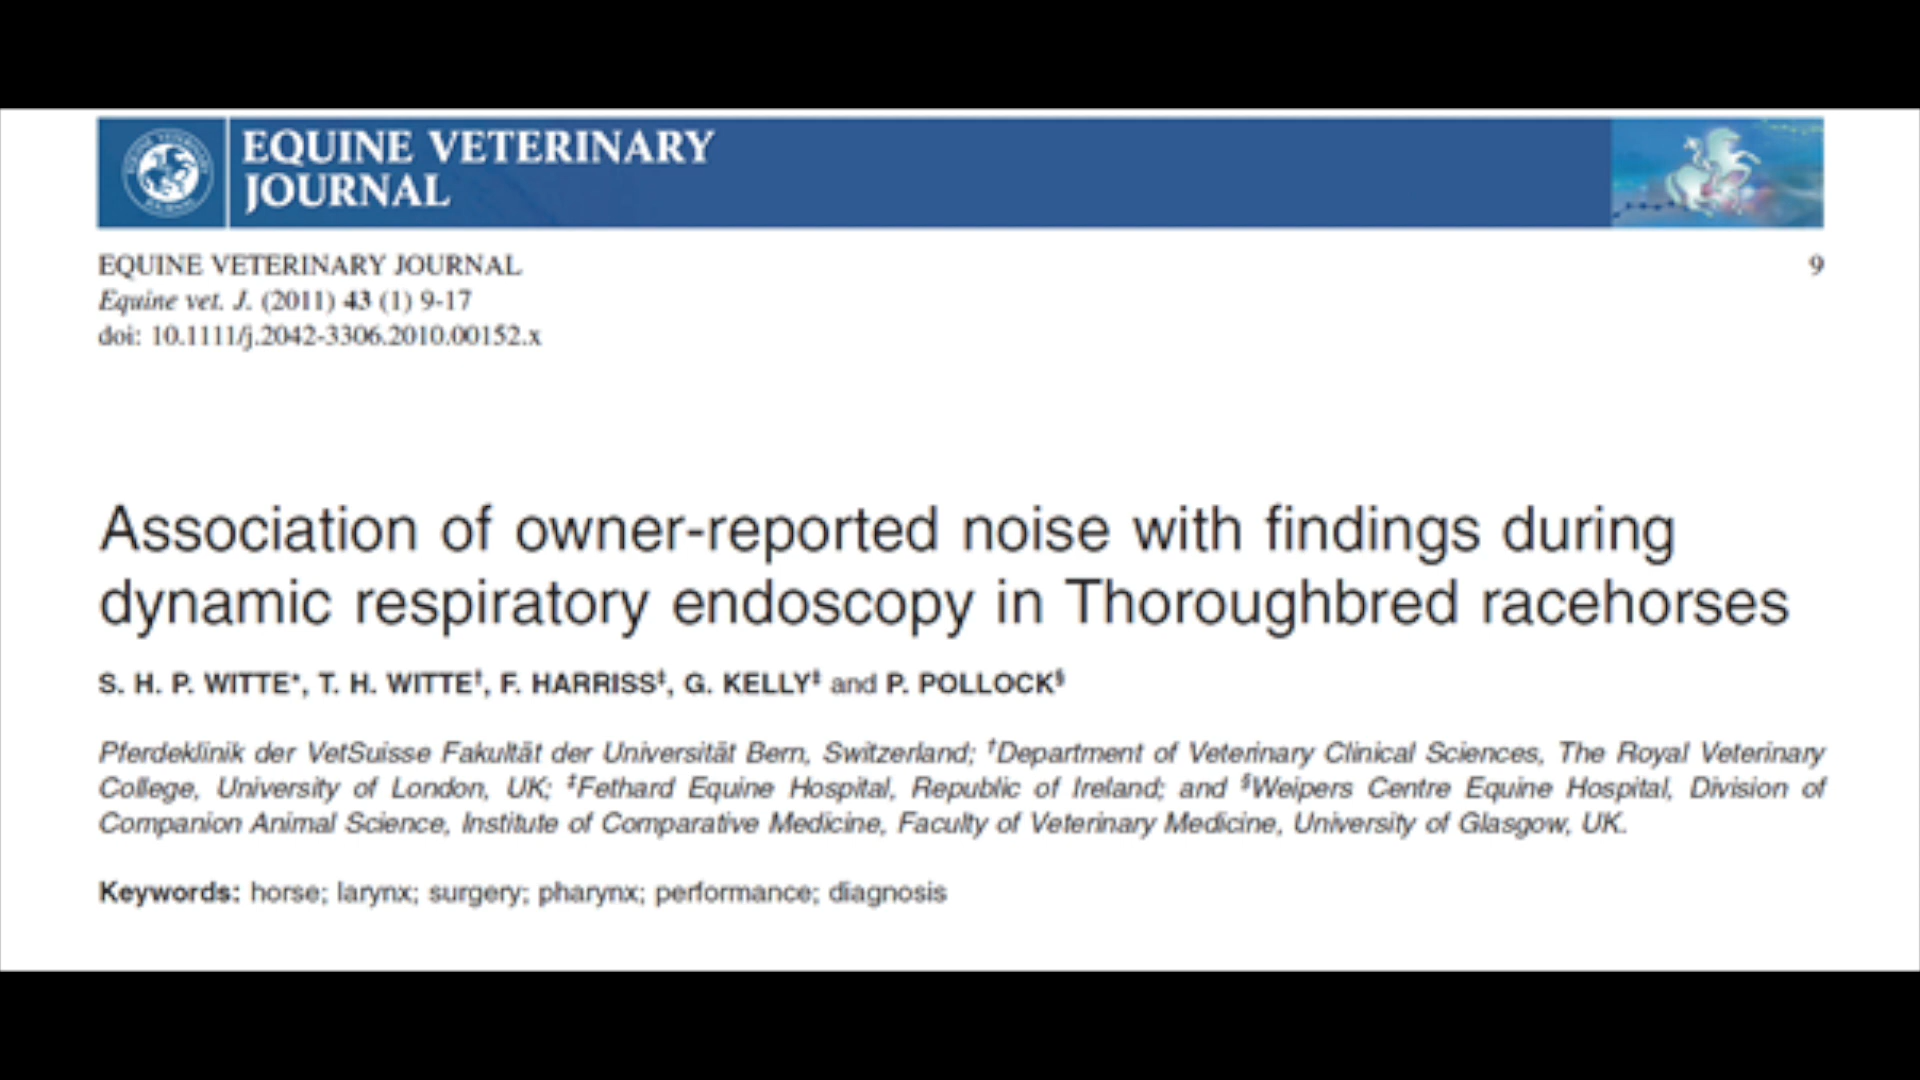 EQUINE VETERINARY
JOURNAL
EQUINE VETERINARY JOURNAL
9
Equine vet. J. (2011) 43 (1) 9-17
doi: 10.1111/j.2042-3306.2010.00152.x
Association of owner-reported noise with findings during
dynamic respiratory endoscopy in Thoroughbred racehorses
S. H. P. WITTE*, T. H. WITTE†, F. HARRISS‡, G. KELLY‡ and P. POLLOCK§
Pferdeklinik der VetSuisse Fakultät der Universität Bern, Switzerland; †Department of Veterinary Clinical Sciences, The Royal Veterinary
College, University of London, UK; ‡Fethard Equine Hospital, Republic of Ireland; and §Weipers Centre Equine Hospital, Division of
Companion Animal Science, Institute of Comparative Medicine, Faculty of Veterinary Medicine, University of Glasgow, UK.
Keywords: horse; larynx; surgery; pharynx; performance; diagnosis